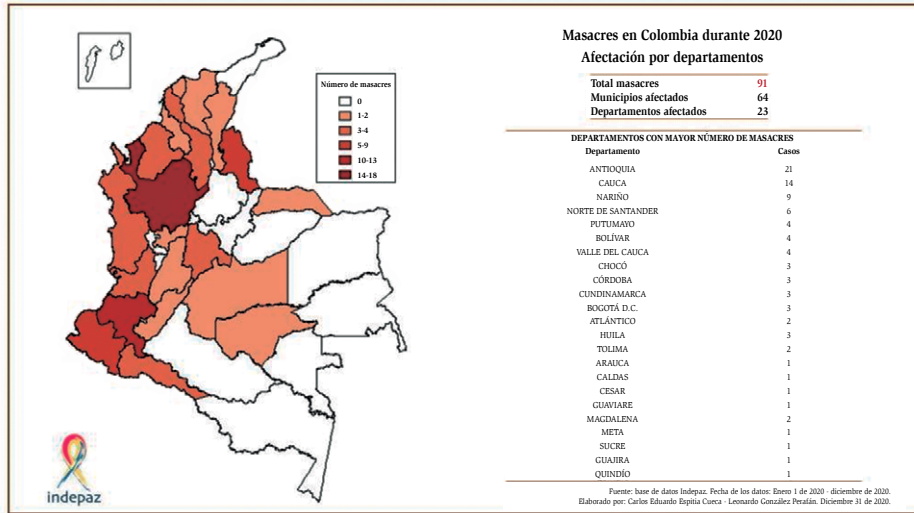 Masacres en Colombia durante 2020
Afectación por departamentos
Total masacres 91
Municipios afectados 64
Departamentos afectados 23
Número de masacres
0
1-2
3-4
5-9
10-13
14-18
DEPARTAMENTOS CON MAYOR NÚMERO DE MASACRES
Departamento Casos
ANTIOQUIA 21
CAUCA 14
NARIÑO 9
NORTE DE SANTANDER 6
PUTUMAYO 4
BOLÍVAR 4
VALLE DEL CAUCA 4
CHOCÓ 3
CÓRDOBA 3
CUNDINAMARCA 3
BOGOTÁ D.C. 3
ATLÁNTICO 2
HUILA 3
TOLIMA 2
ARAUCA 1
CALDAS 1
CESAR 1
GUAVIARE 1
MAGDALENA 2
META 1
SUCRE 1
GUAJIRA 1
QUINDÍO 1
indepaz
Fuente: base de datos Indepaz. Fecha de los datos: Enero 1 de 2020 - diciembre de 2020.
Elaborado por: Carlos Eduardo Espitia Cueca - Leonardo González Perafán. Diciembre 31 de 2020.